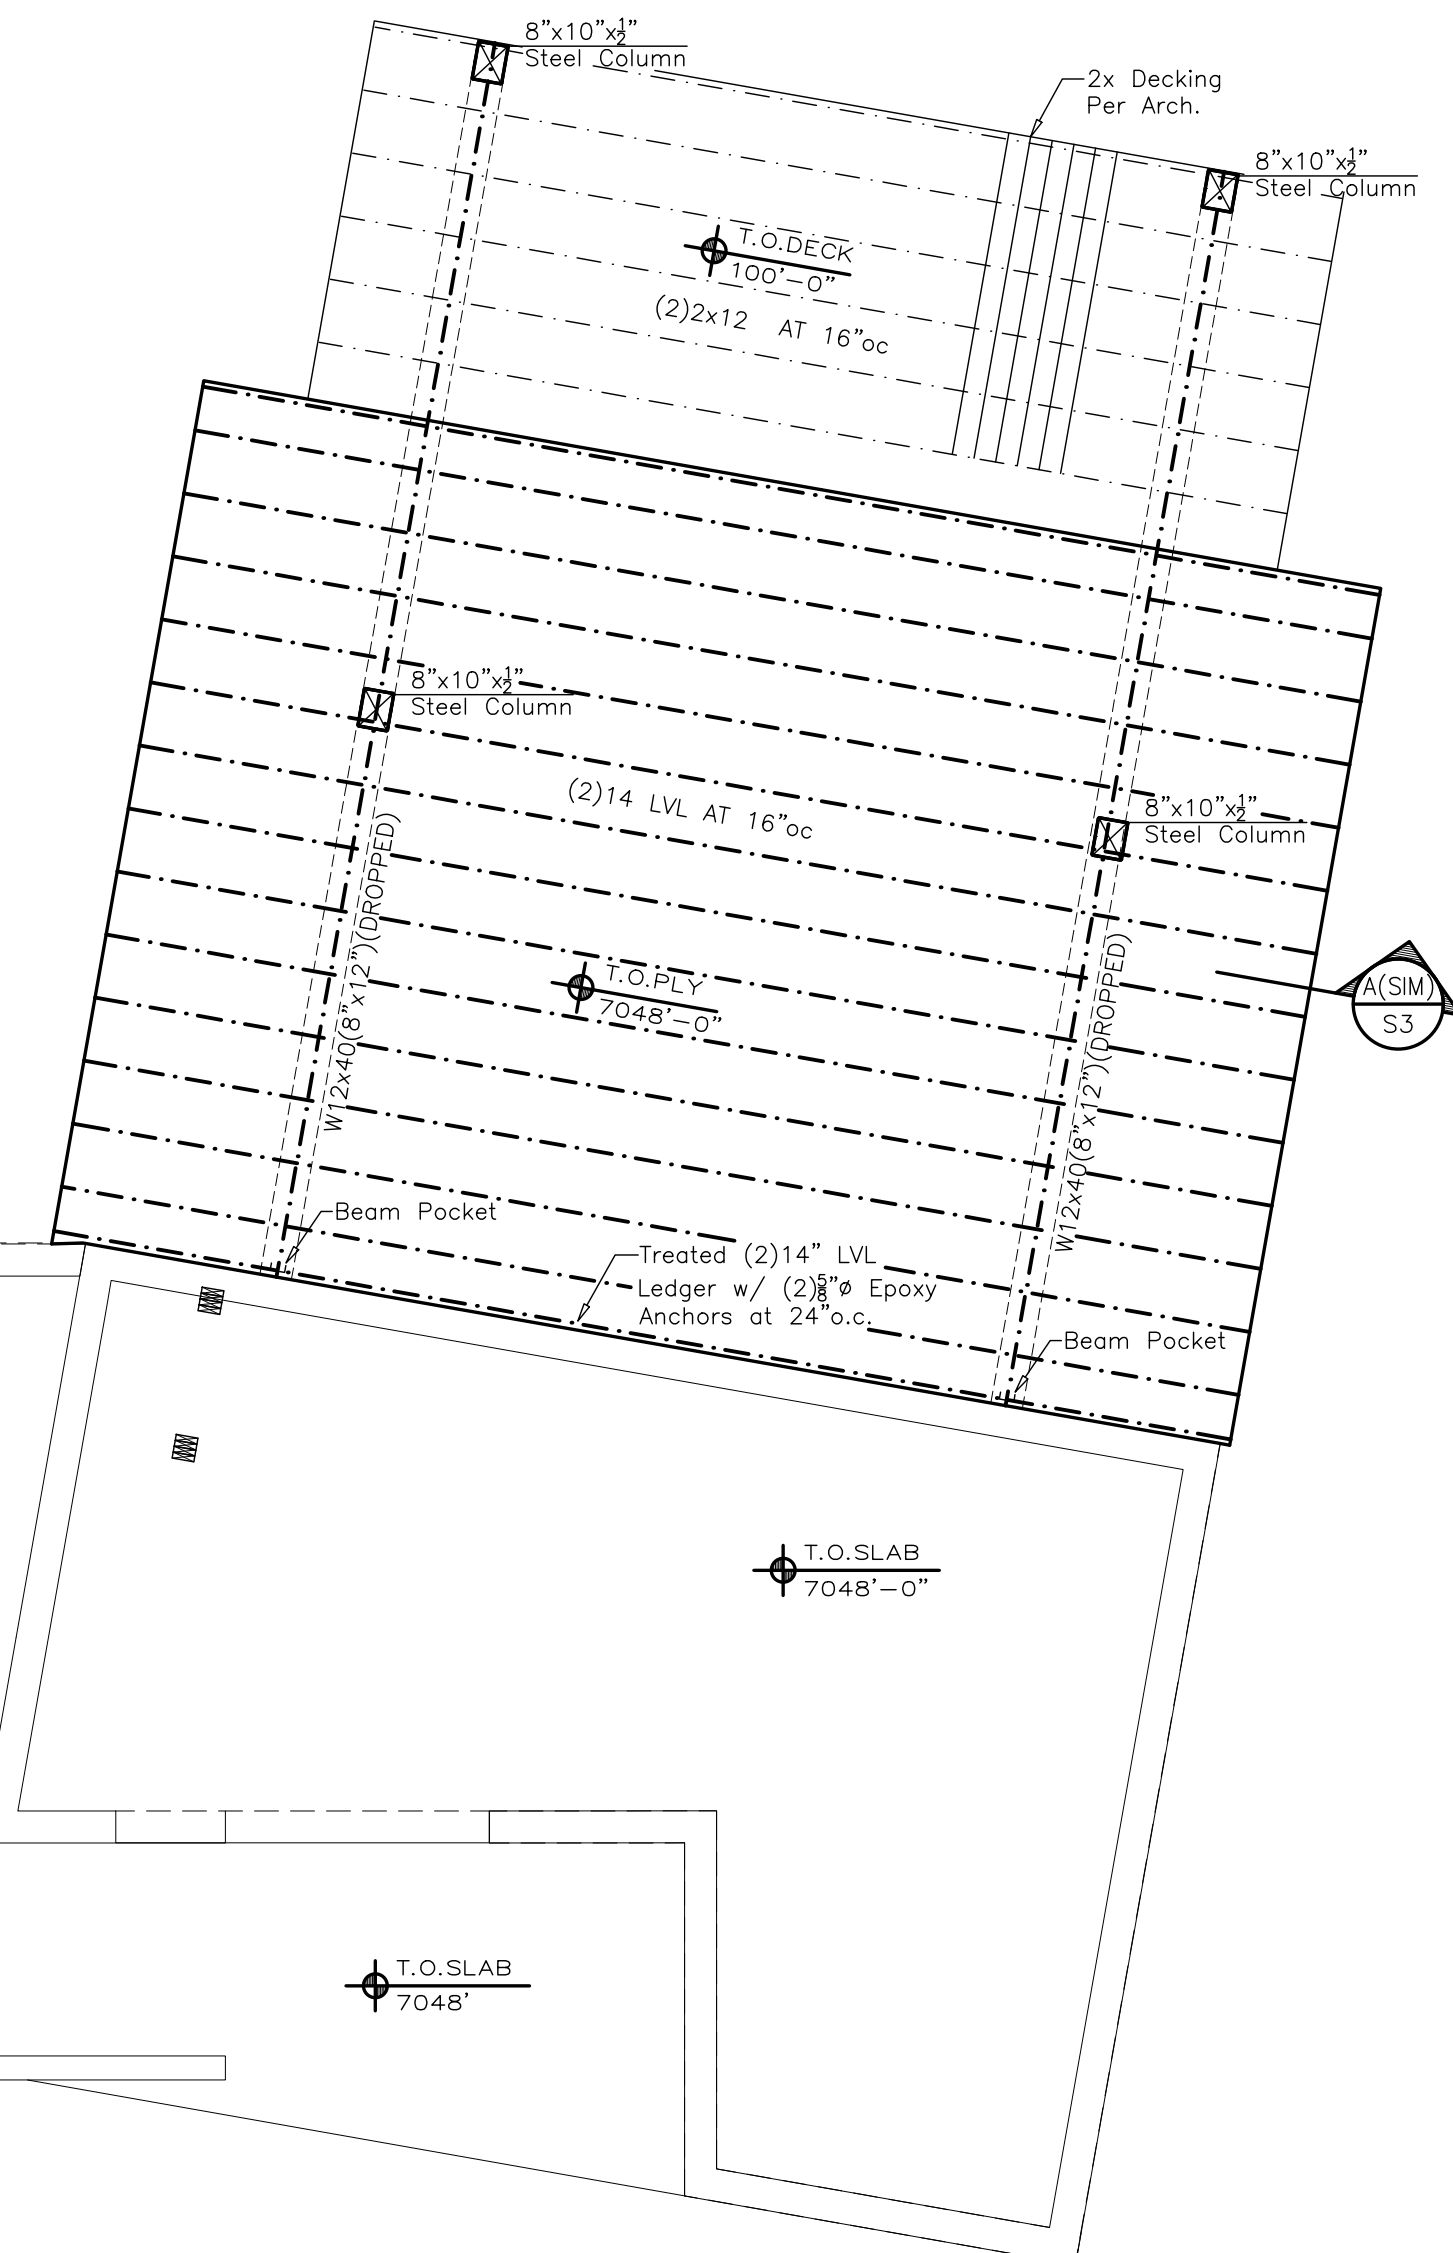 8"x10"x½"
Steel Column
2x Decking
Per Arch.
8"x10"x½"
Steel Column
T.O.DECK
100'-0"
(2)2x12 AT 16"oc
8"x10"x½"
Steel Column
(2)14 LVL AT 16"oc
8"x10"x½"
Steel Column
W12x40(8"x12")(DROPPED)
W12x40(8"x12")(DROPPED)
T.O.PLY
7048'-0"
A(SIM)
S3
Beam Pocket
Treated (2)14" LVL
Ledger w/ (2)⅝"ø Epoxy
Anchors at 24"o.c.
Beam Pocket
T.O.SLAB
7048'-0"
T.O.SLAB
7048'